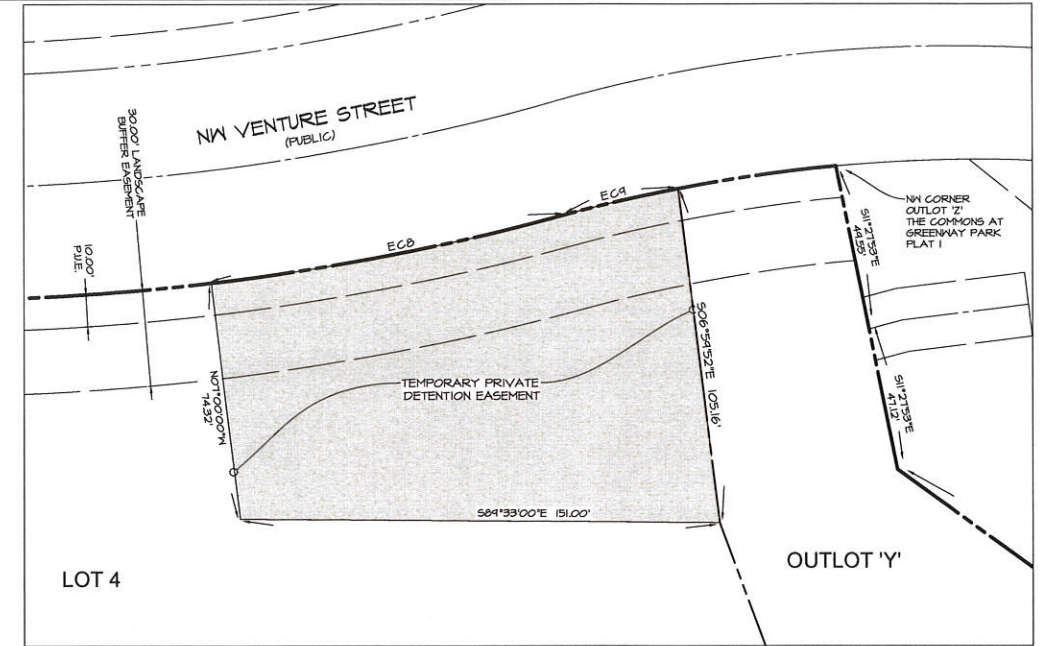 NW VENTURE STREET
(PUBLIC)
30.00' LANDSCAPE
BUFFER EASEMENT
10.00'
P.U.E.
EC8
EC9
NW CORNER
OUTLOT 'Z'
THE COMMONS AT
GREENWAY PARK
PLAT 1
S11°27'53"E
49.55'
S11°27'53"E
47.12'
S06°59'52"E 105.16'
N07°00'00"W
74.32'
TEMPORARY PRIVATE
DETENTION EASEMENT
S89°33'00"E 151.00'
LOT 4
OUTLOT 'Y'